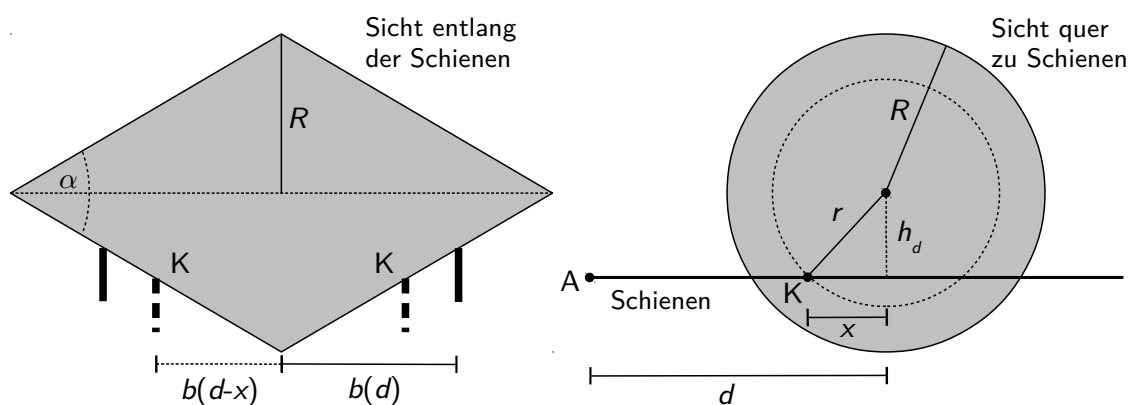 Sicht entlang
der Schienen
R
α
K
K
b(d-x)
b(d)
Sicht quer
zu Schienen
R
r
h_d
A
K
Schienen
x
d